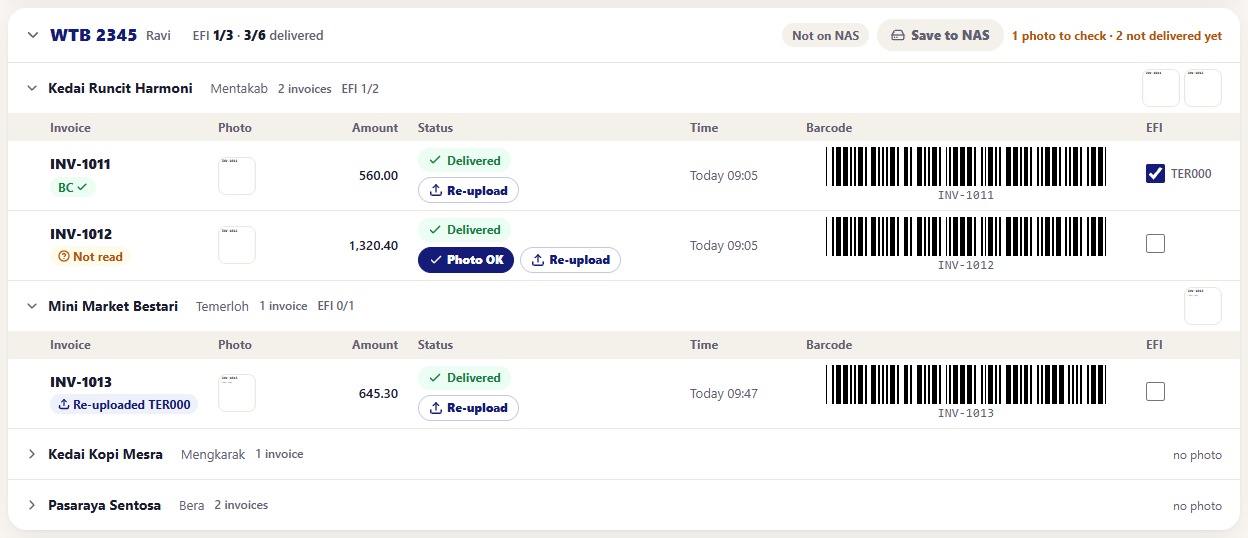 WTB 2345 Ravi EFI 1/3 · 3/6 delivered Not on NAS Save to NAS 1 photo to check · 2 not delivered yet
Kedai Runcit Harmoni Mentakab 2 invoices EFI 1/2
Invoice Photo Amount Status Time Barcode EFI
INV-1011 560.00 Delivered Today 09:05 INV-1011 TER000
BC Re-upload
INV-1012 1,320.40 Delivered Today 09:05 INV-1012
Not read Photo OK Re-upload
Mini Market Bestari Temerloh 1 invoice EFI 0/1
Invoice Photo Amount Status Time Barcode EFI
INV-1013 645.30 Delivered Today 09:47 INV-1013
Re-uploaded TER000 Re-upload
Kedai Kopi Mesra Mengkarak 1 invoice no photo
Pasaraya Sentosa Bera 2 invoices no photo